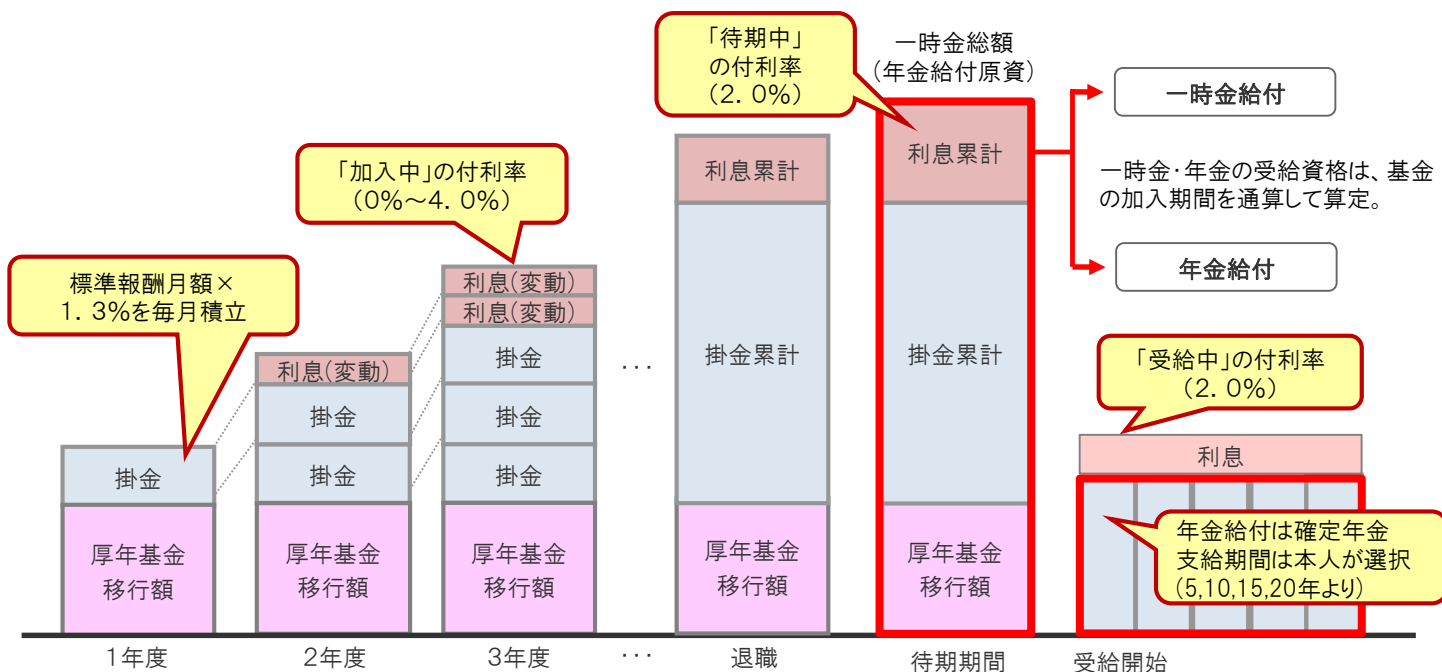 「待期中」
の付利率
(2. 0%)
一時金総額
(年金給付原資)
一時金給付
一時金・年金の受給資格は、基金
の加入期間を通算して算定。
年金給付
「加入中」の付利率
(0%~4. 0%)
標準報酬月額×
1. 3%を毎月積立
「受給中」の付利率
(2. 0%)
掛金
厚年基金
移行額
利息(変動)
掛金
掛金
厚年基金
移行額
利息(変動)
利息(変動)
掛金
掛金
掛金
厚年基金
移行額
・・・
利息累計
掛金累計
厚年基金
移行額
利息累計
掛金累計
厚年基金
移行額
利息
年金給付は確定年金
支給期間は本人が選択
(5,10,15,20年より)
1年度
2年度
3年度
・・・
退職
待期期間
受給開始